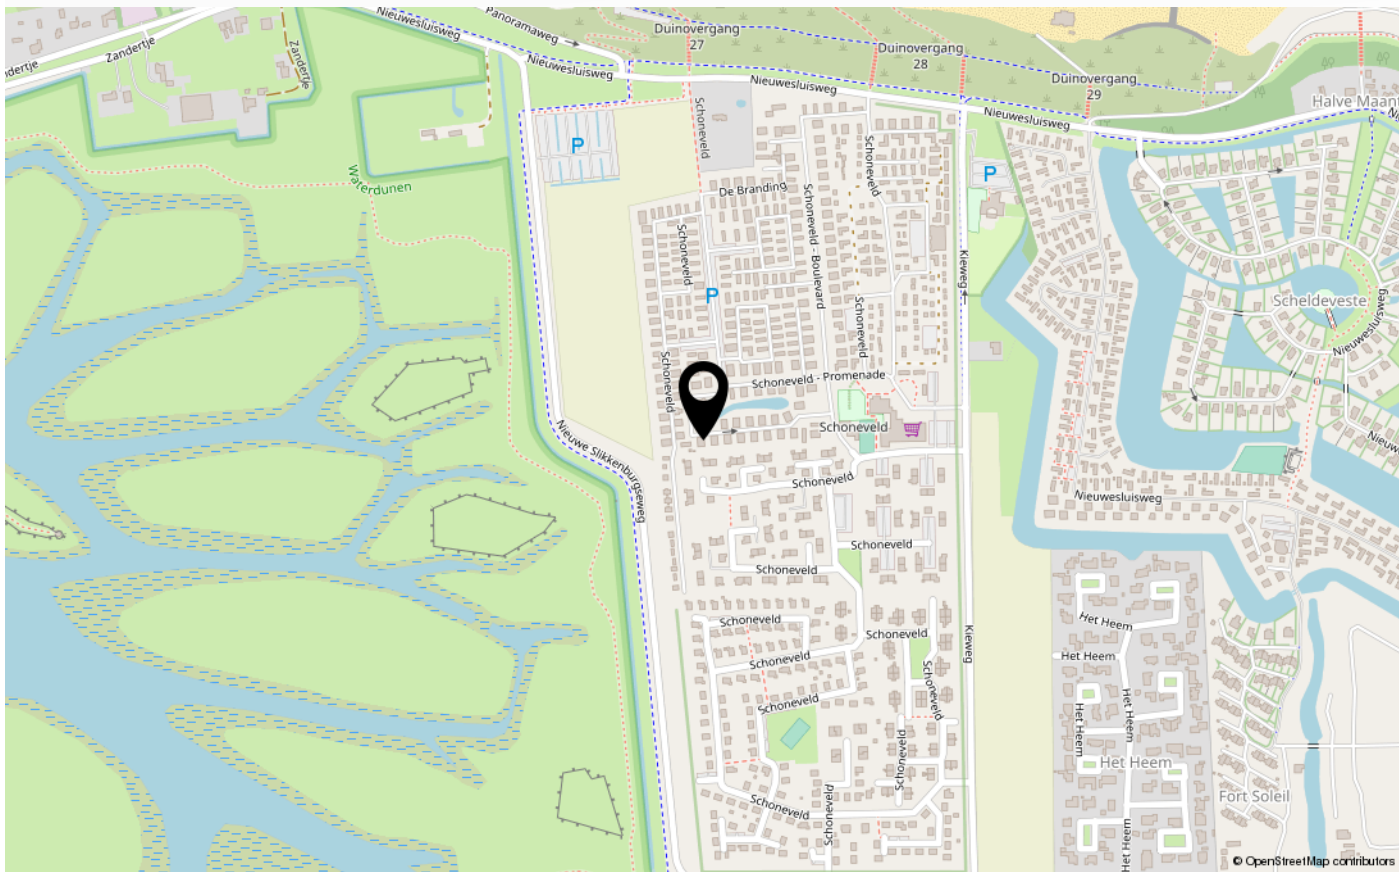 Panoramaweg
Nieuwesluisweg
Zandertje
Zandertje
Zandertje
Duinovergang
27
Duinovergang
28
Duinovergang
29
Nieuwesluisweg
Nieuwesluisweg
Nieuwesluisweg
Halve Maan
P
P
Waterdunen
Schoneveld
Schoneveld
De Branding
Schoneveld
Schoneveld - Boulevard
Kieweg
P
Schoneveld
Scheldeveste
Nieuwesluisweg
Schoneveld
Schoneveld - Promenade
Schoneveld
Nieuwe Slikkenburgseweg
Schoneveld
Nieuwesluisweg
Schoneveld
Schoneveld
Schoneveld
Schoneveld
Het Heem
Het Heem
Kieweg
Schoneveld
Schoneveld
Schoneveld
Het Heem
Het Heem
Schoneveld
Het Heem
Fort Soleil
Schoneveld
Schoneveld
Het Heem
© OpenStreetMap contributors